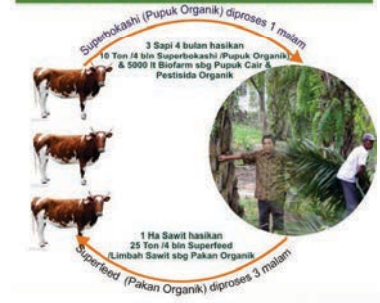 Superbokashi (Pupuk Organik) diproses 1 malam
3 Sapi 4 bulan hasikan
10 Ton /4 bln Superbokashi /Pupuk Organik)
& 5000 lt Biofarm sbg Pupuk Cair &
Pestisida Organik
1 Ha Sawit hasikan
25 Ton /4 bln Superfeed
/Limbah Sawit sbg Pakan Organik
Superfeed (Pakan Organik) diproses 3 malam